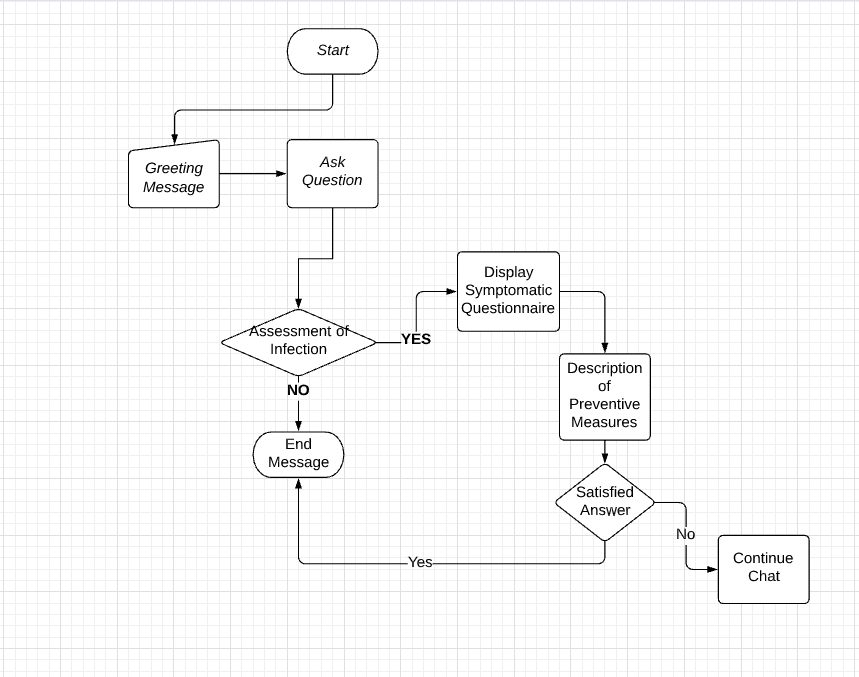 Start
Greeting
Message
Ask
Question
Display
Symptomatic
Questionnaire
Assessment of
Infection
YES
NO
Description
of
Preventive
Measures
End
Message
Satisfied
Answer
No
Yes
Continue
Chat